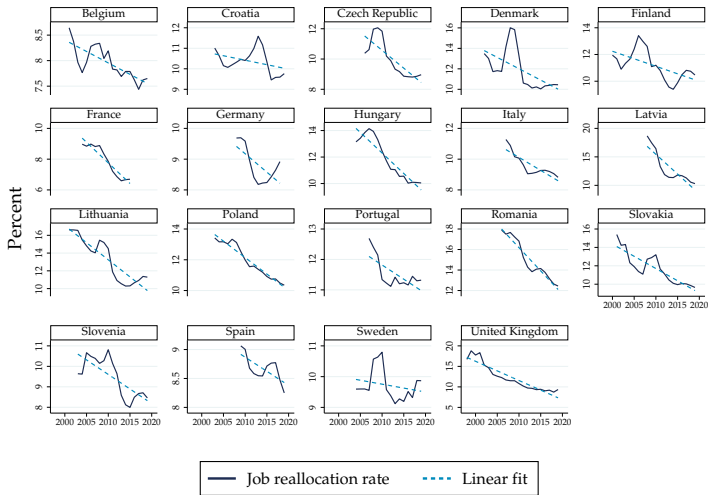 Belgium Croatia Czech Republic Denmark Finland
7.5 8 8.5
9 10 11 12
8 10 12
10 12 14 16
10 12 14
France Germany Hungary Italy Latvia
6 8 10
6 8 10
10 12 14
8 10 12
10 15 20
Percent
Lithuania Poland Portugal Romania Slovakia
10 12 14 16
10 12 14
11 12 13
12 14 16 18
10 12 14 16
2000 2005 2010 2015 2020
Slovenia Spain Sweden United Kingdom
8 9 10 11
8 8.5 9
9 10 11
5 10 15 20
2000 2005 2010 2015 2020 2000 2005 2010 2015 2020 2000 2005 2010 2015 2020 2000 2005 2010 2015 2020
Job reallocation rate Linear fit